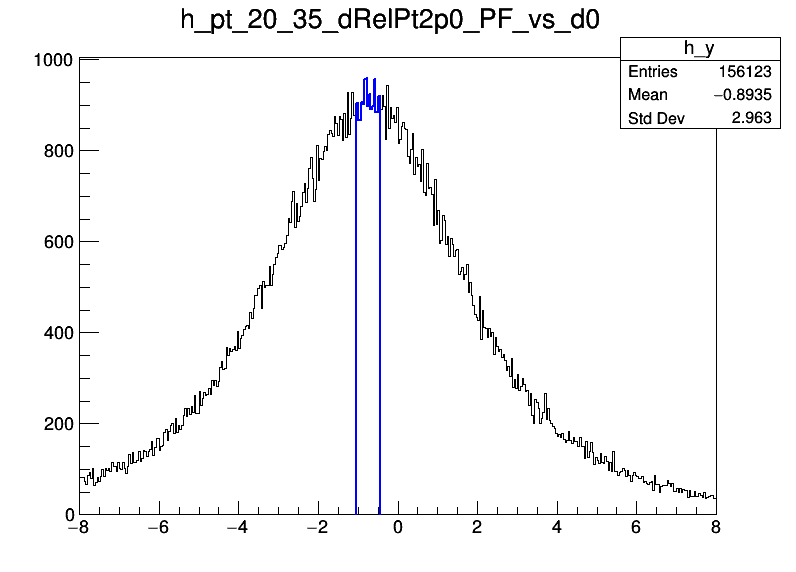 h_pt_20_35_dRelPt2p0_PF_vs_d0
h_y
Entries 156123
Mean −0.8935
Std Dev 2.963
1000
800
600
400
200
0
−8 −6 −4 −2 0 2 4 6 8